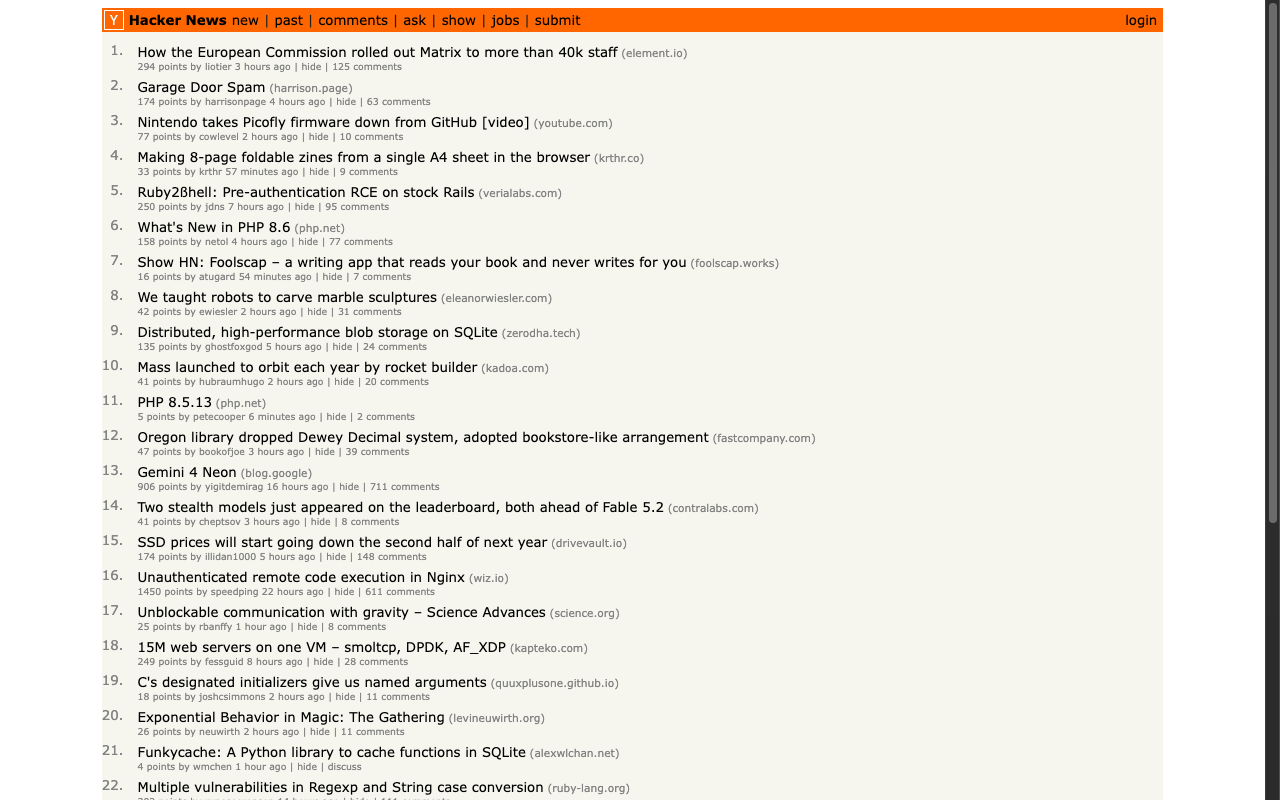 Y Hacker News new | past | comments | ask | show | jobs | submit login
1. How the European Commission rolled out Matrix to more than 40k staff (element.io)
294 points by liotier 3 hours ago | hide | 125 comments
2. Garage Door Spam (harrison.page)
174 points by harrisonpage 4 hours ago | hide | 63 comments
3. Nintendo takes Picofly firmware down from GitHub [video] (youtube.com)
77 points by cowlevel 2 hours ago | hide | 10 comments
4. Making 8-page foldable zines from a single A4 sheet in the browser (krthr.co)
33 points by krthr 57 minutes ago | hide | 9 comments
5. Ruby2ßhell: Pre-authentication RCE on stock Rails (verialabs.com)
250 points by jdns 7 hours ago | hide | 95 comments
6. What's New in PHP 8.6 (php.net)
158 points by netol 4 hours ago | hide | 77 comments
7. Show HN: Foolscap – a writing app that reads your book and never writes for you (foolscap.works)
16 points by atugard 54 minutes ago | hide | 7 comments
8. We taught robots to carve marble sculptures (eleanorwiesler.com)
42 points by ewiesler 2 hours ago | hide | 31 comments
9. Distributed, high-performance blob storage on SQLite (zerodha.tech)
135 points by ghostfoxgod 5 hours ago | hide | 24 comments
10. Mass launched to orbit each year by rocket builder (kadoa.com)
41 points by hubraumhugo 2 hours ago | hide | 20 comments
11. PHP 8.5.13 (php.net)
5 points by petecooper 6 minutes ago | hide | 2 comments
12. Oregon library dropped Dewey Decimal system, adopted bookstore-like arrangement (fastcompany.com)
47 points by bookofjoe 3 hours ago | hide | 39 comments
13. Gemini 4 Neon (blog.google)
906 points by yigitdemirag 16 hours ago | hide | 711 comments
14. Two stealth models just appeared on the leaderboard, both ahead of Fable 5.2 (contralabs.com)
41 points by cheptsov 3 hours ago | hide | 8 comments
15. SSD prices will start going down the second half of next year (drivevault.io)
174 points by illidan1000 5 hours ago | hide | 148 comments
16. Unauthenticated remote code execution in Nginx (wiz.io)
1450 points by speedping 22 hours ago | hide | 611 comments
17. Unblockable communication with gravity – Science Advances (science.org)
25 points by rbanffy 1 hour ago | hide | 8 comments
18. 15M web servers on one VM – smoltcp, DPDK, AF_XDP (kapteko.com)
249 points by fessguid 8 hours ago | hide | 28 comments
19. C's designated initializers give us named arguments (quuxplusone.github.io)
18 points by joshcsimmons 2 hours ago | hide | 11 comments
20. Exponential Behavior in Magic: The Gathering (levineuwirth.org)
26 points by neuwirth 2 hours ago | hide | 11 comments
21. Funkycache: A Python library to cache functions in SQLite (alexwlchan.net)
4 points by wmchen 1 hour ago | hide | discuss
22. Multiple vulnerabilities in Regexp and String case conversion (ruby-lang.org)